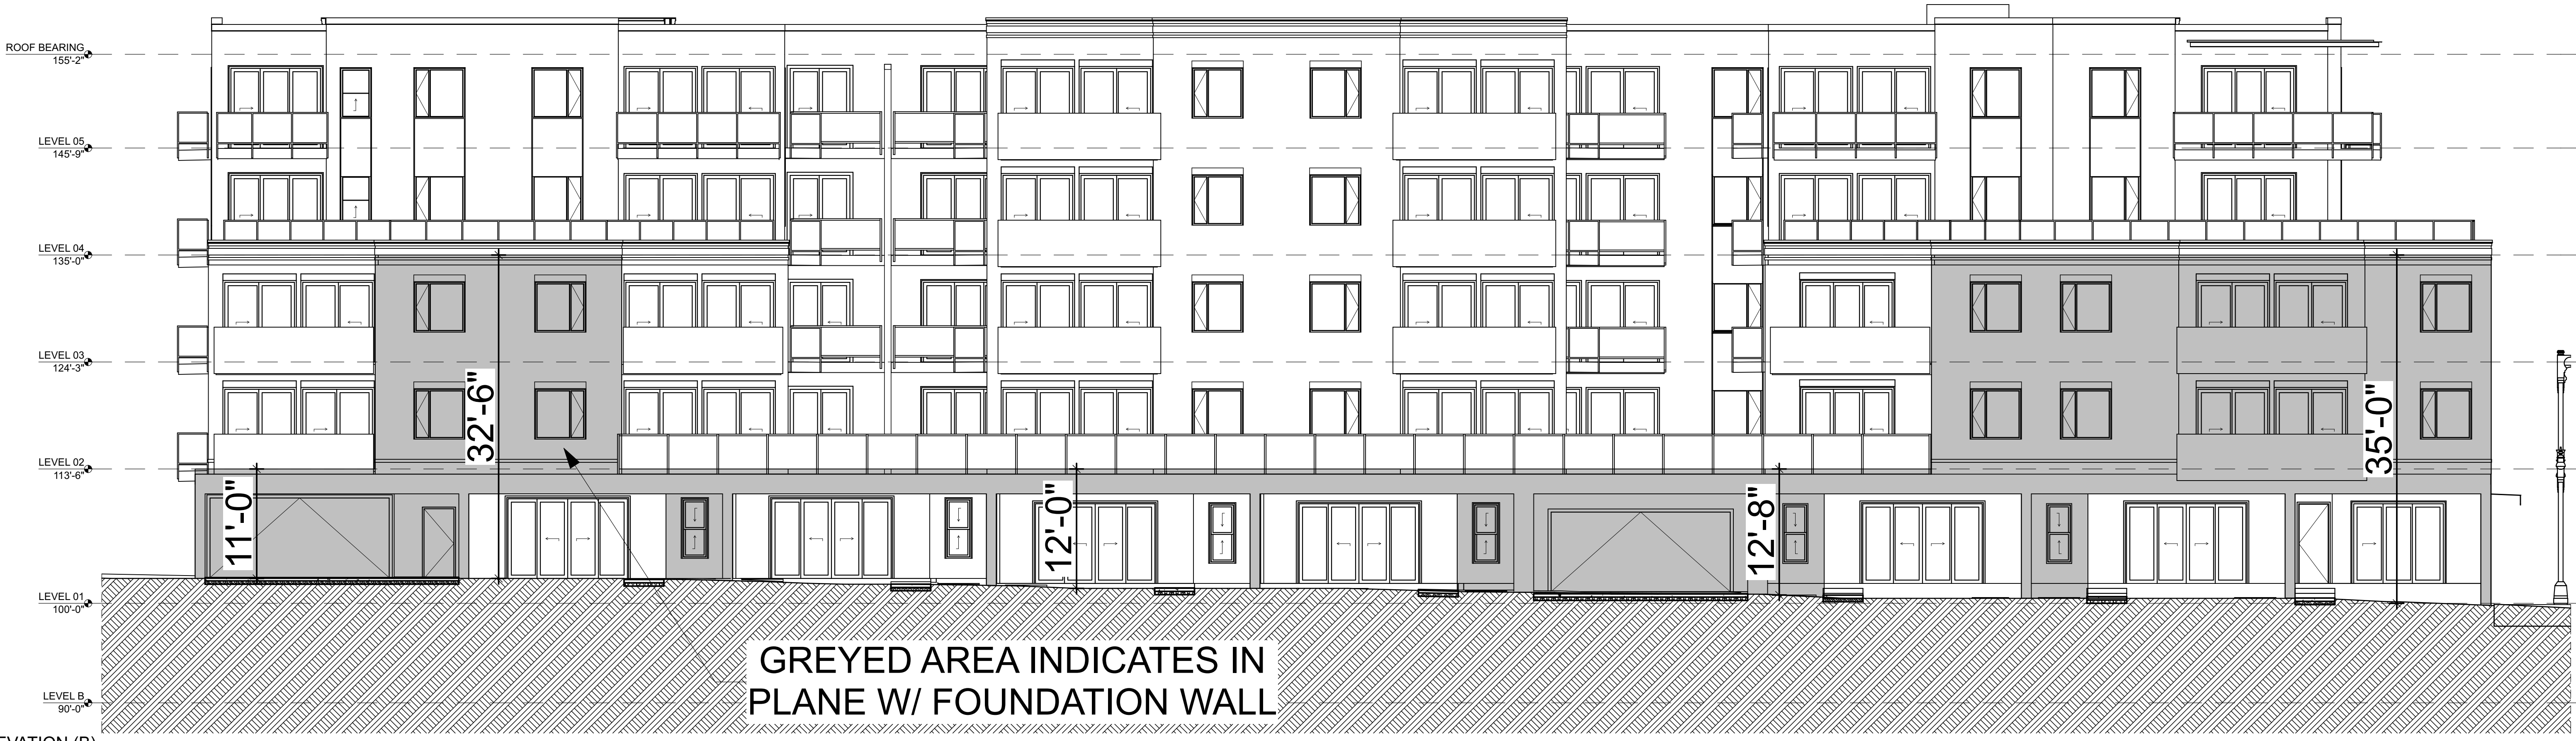 ROOF BEARING
155'-2"
LEVEL 05
145'-9"
LEVEL 04
135'-0"
LEVEL 03
124'-3"
LEVEL 02
113'-6"
LEVEL 01
100'-0"
LEVEL B
90'-0"
11'-0"
32'-6"
12'-0"
12'-8"
35'-0"
GREYED AREA INDICATES IN
PLANE W/ FOUNDATION WALL